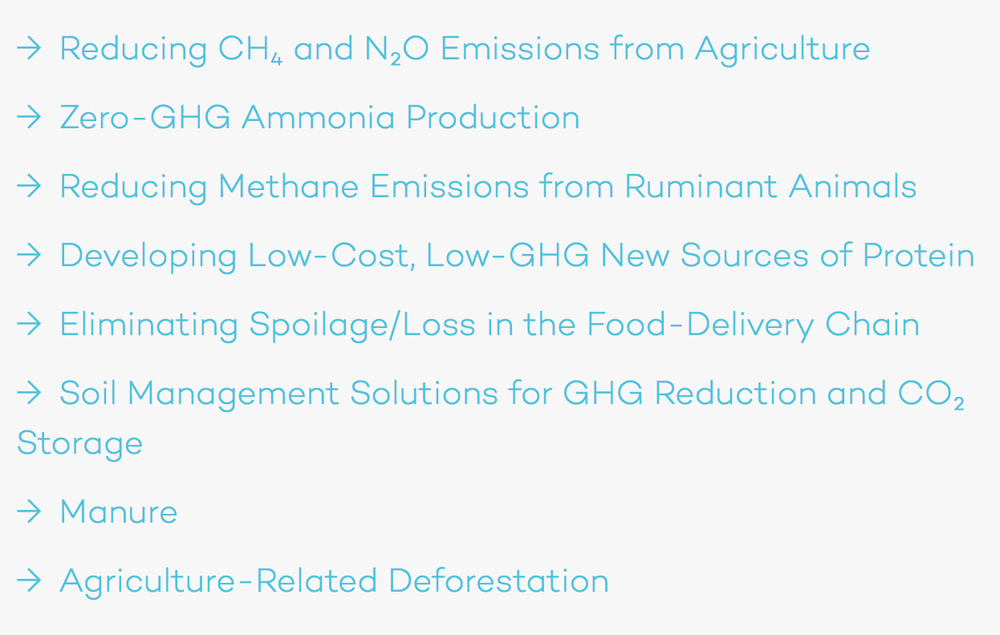 → Reducing CH₄ and N₂O Emissions from Agriculture
→ Zero-GHG Ammonia Production
→ Reducing Methane Emissions from Ruminant Animals
→ Developing Low-Cost, Low-GHG New Sources of Protein
→ Eliminating Spoilage/Loss in the Food-Delivery Chain
→ Soil Management Solutions for GHG Reduction and CO₂
Storage
→ Manure
→ Agriculture-Related Deforestation